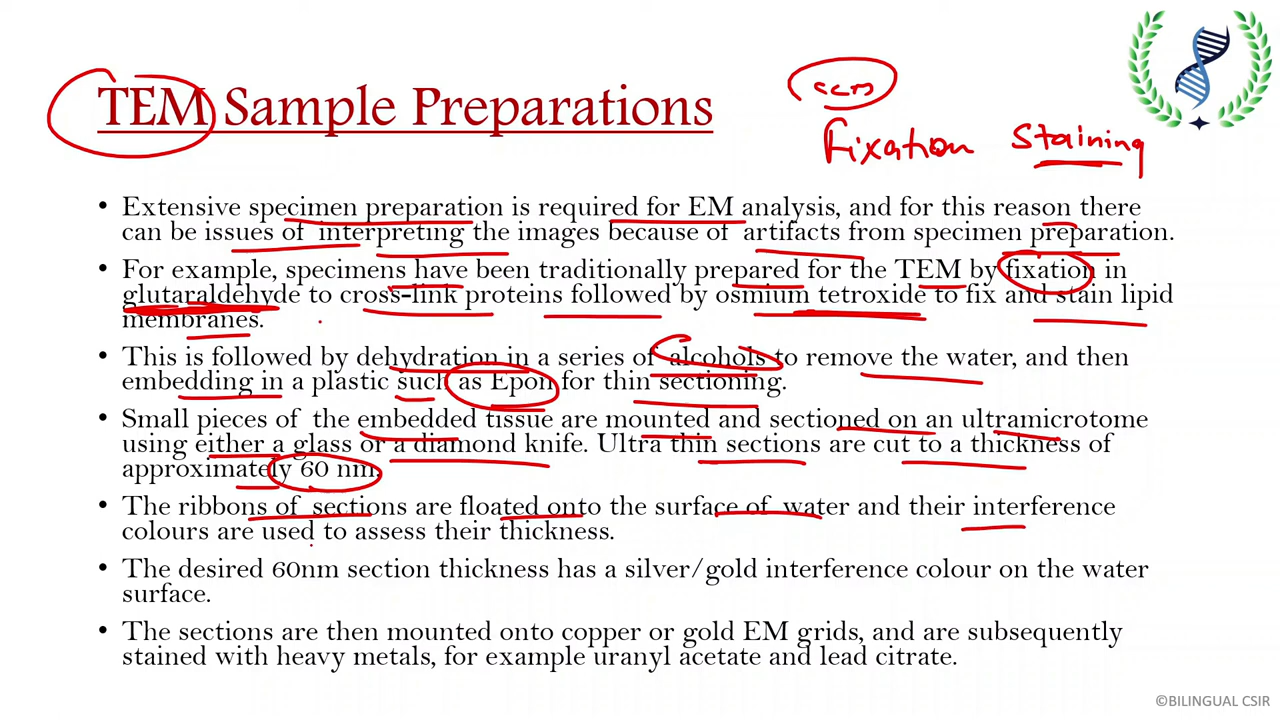 TEM Sample Preparations
Fixation Staining
• Extensive specimen preparation is required for EM analysis, and for this reason there
can be issues of interpreting the images because of artifacts from specimen preparation.
• For example, specimens have been traditionally prepared for the TEM by fixation in
glutaraldehyde to cross-link proteins followed by osmium tetroxide to fix and stain lipid
membranes.
• This is followed by dehydration in a series of alcohols to remove the water, and then
embedding in a plastic such as Epon for thin sectioning.
• Small pieces of the embedded tissue are mounted and sectioned on an ultramicrotome
using either a glass or a diamond knife. Ultra thin sections are cut to a thickness of
approximately 60 nm.
• The ribbons of sections are floated onto the surface of water and their interference
colours are used to assess their thickness.
• The desired 60nm section thickness has a silver/gold interference colour on the water
surface.
• The sections are then mounted onto copper or gold EM grids, and are subsequently
stained with heavy metals, for example uranyl acetate and lead citrate.
©BILINGUAL CSIR